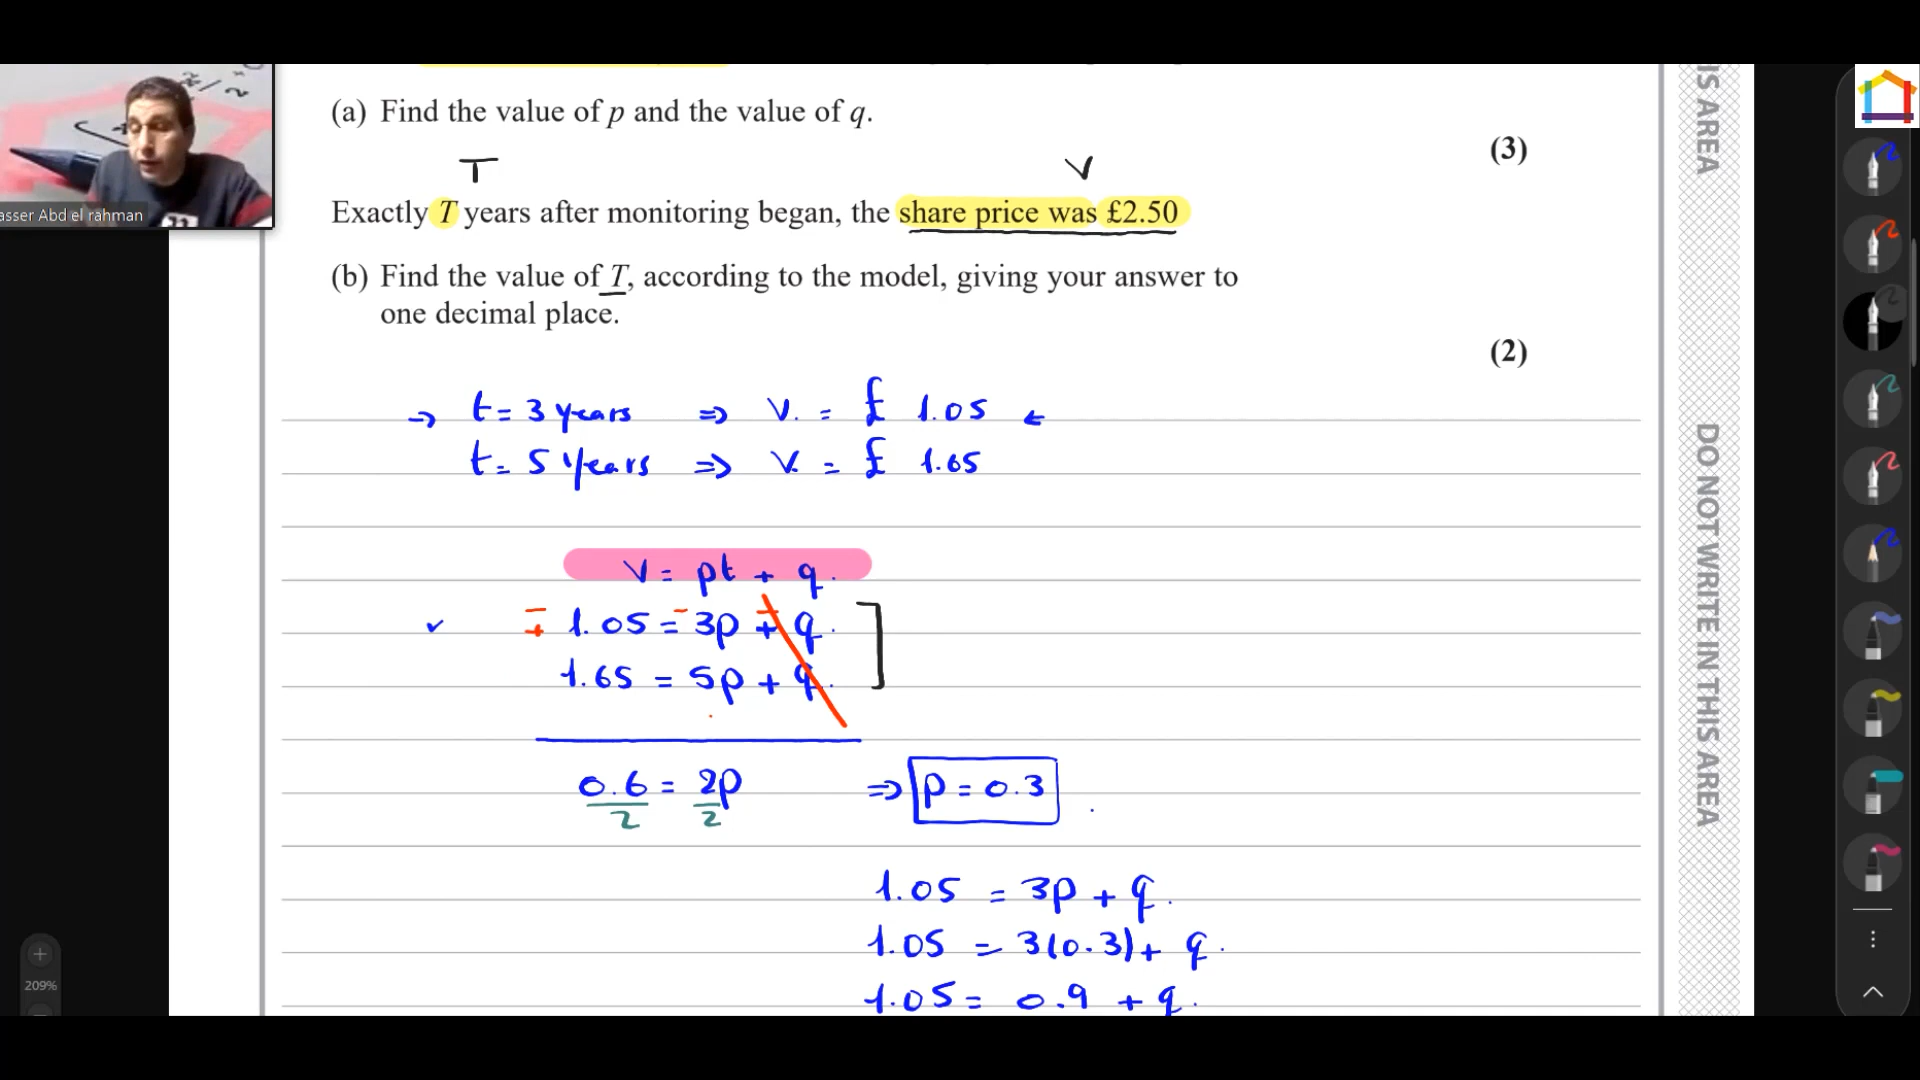 (a) Find the value of p and the value of q.
(3)
T V
Exactly T years after monitoring began, the share price was £2.50
(b) Find the value of T, according to the model, giving your answer to
one decimal place.
(2)
→ t = 3 years ⇒ V. = £ 1.05 ←
t = 5 years ⇒ V. = £ 1.65
V = pt + q.
✓ 1.05 = 3p + q.
1.65 = 5p + q.
0.6 = 2p ⇒ p = 0.3
2 2
1.05 = 3p + q.
1.05 = 3(0.3) + q.
1.05 = 0.9 + q.
asser Abd el rahman
209%
IS AREA
DO NOT WRITE IN THIS AREA